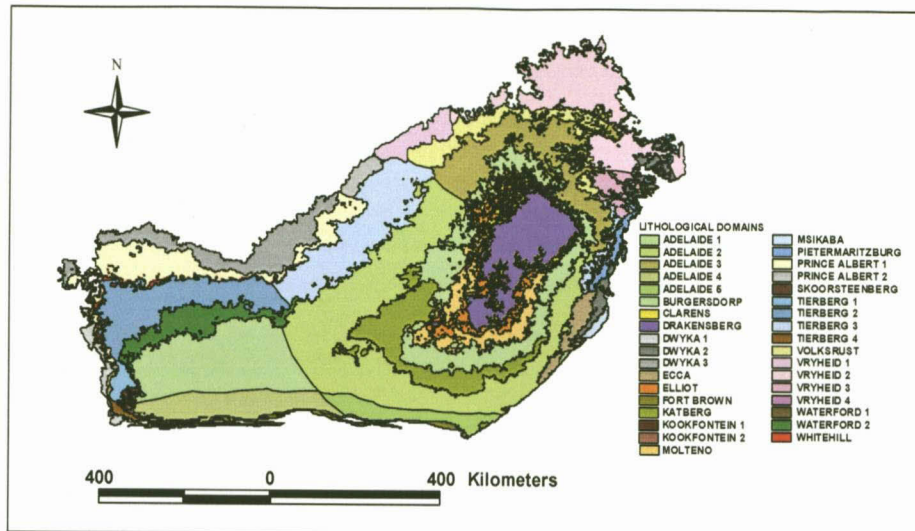 N
LITHOLOGICAL DOMAINS
ADELAIDE 1
ADELAIDE 2
ADELAIDE 3
ADELAIDE 4
ADELAIDE 5
BURGERSDORP
CLARENS
DRAKENSBERG
DWYKA 1
DWYKA 2
DWYKA 3
ECCA
ELLIOT
FORT BROWN
KATBERG
KOOKFONTEIN 1
KOOKFONTEIN 2
MOLTENO
MSIKABA
PIETERMARITZBURG
PRINCE ALBERT 1
PRINCE ALBERT 2
SKOORSTEENBERG
TIERBERG 1
TIERBERG 2
TIERBERG 3
TIERBERG 4
VOLKSRUST
VRYHEID 1
VRYHEID 2
VRYHEID 3
VRYHEID 4
WATERFORD 1
WATERFORD 2
WHITEHILL
400 0 400 Kilometers